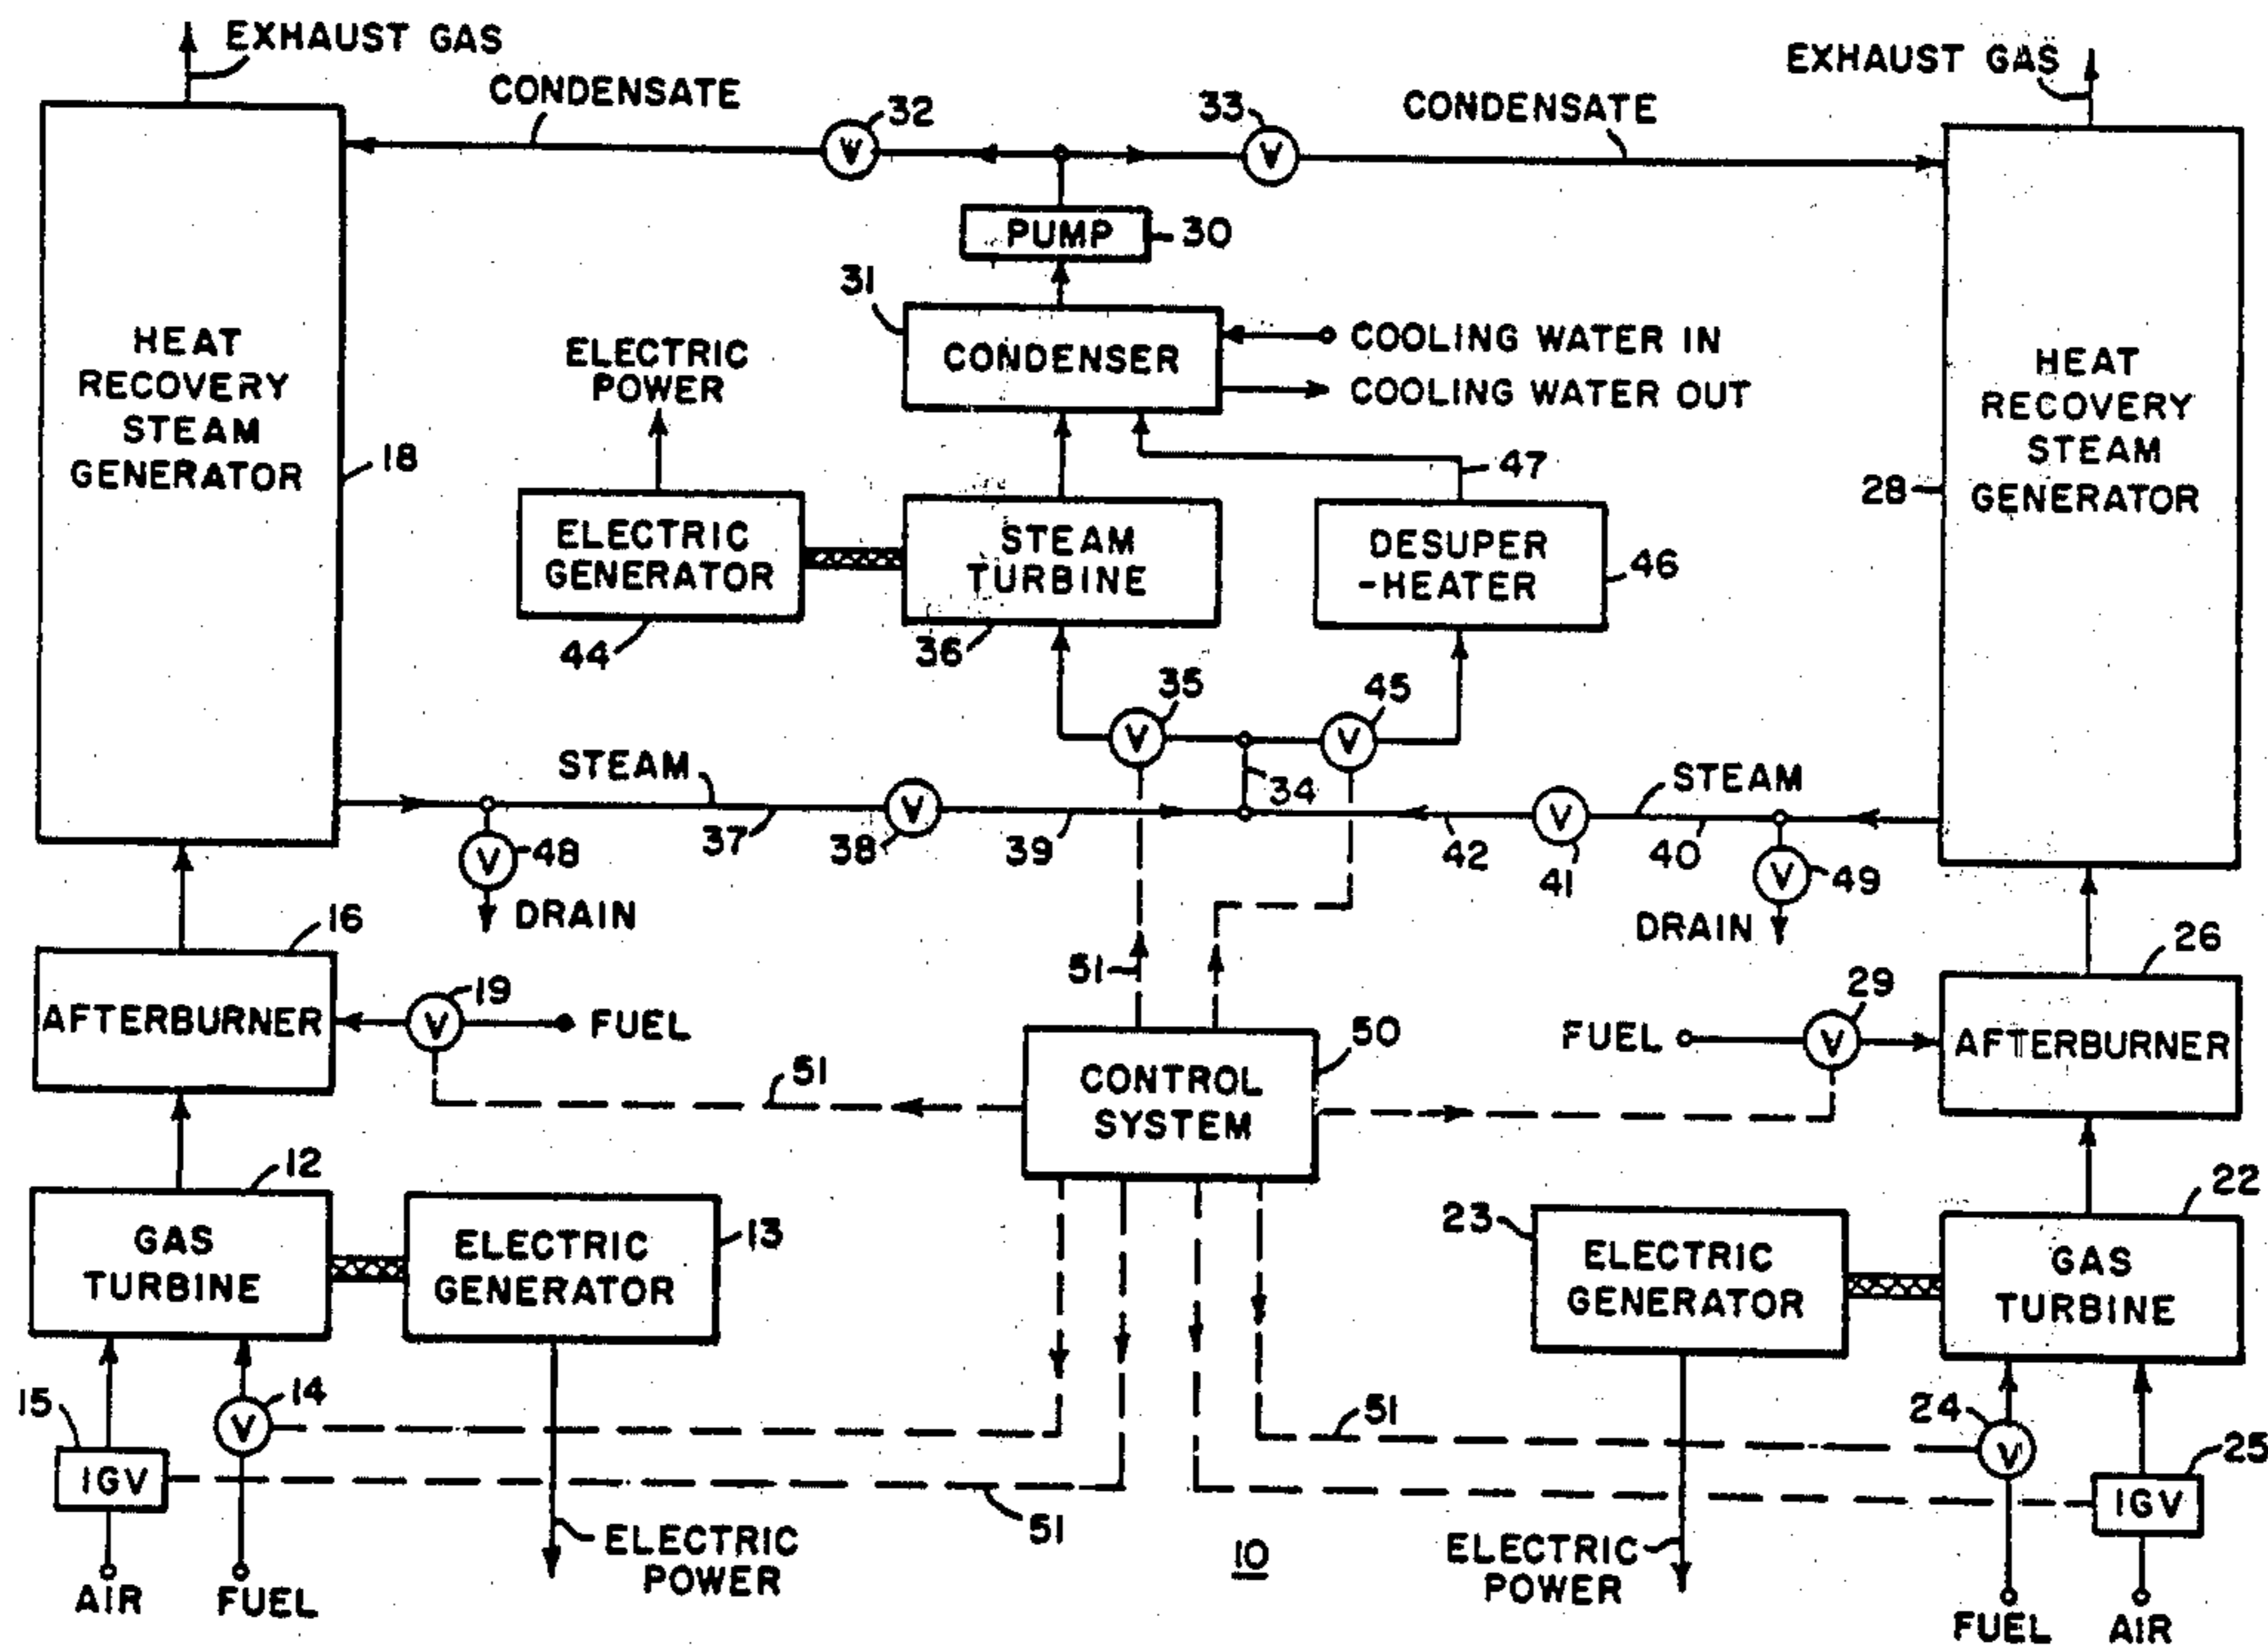 EXHAUST GAS
EXHAUST GAS
CONDENSATE
32
33
CONDENSATE
V
V
PUMP
30
31
CONDENSER
COOLING WATER IN
COOLING WATER OUT
HEAT
RECOVERY
STEAM
GENERATOR
18
ELECTRIC
POWER
HEAT
RECOVERY
STEAM
GENERATOR
28
47
ELECTRIC
GENERATOR
44
STEAM
TURBINE
36
DESUPER
-HEATER
46
35
45
V
V
34
STEAM
37
V
38
39
42
V
41
STEAM
40
V
48
DRAIN
V
49
DRAIN
16
AFTERBURNER
19
V
FUEL
51
51
CONTROL
SYSTEM
50
FUEL
29
V
26
AFTERBURNER
12
GAS
TURBINE
ELECTRIC
GENERATOR
13
23
ELECTRIC
GENERATOR
22
GAS
TURBINE
15
IGV
14
V
51
51
24
V
25
IGV
AIR
FUEL
ELECTRIC
POWER
10
ELECTRIC
POWER
FUEL
AIR